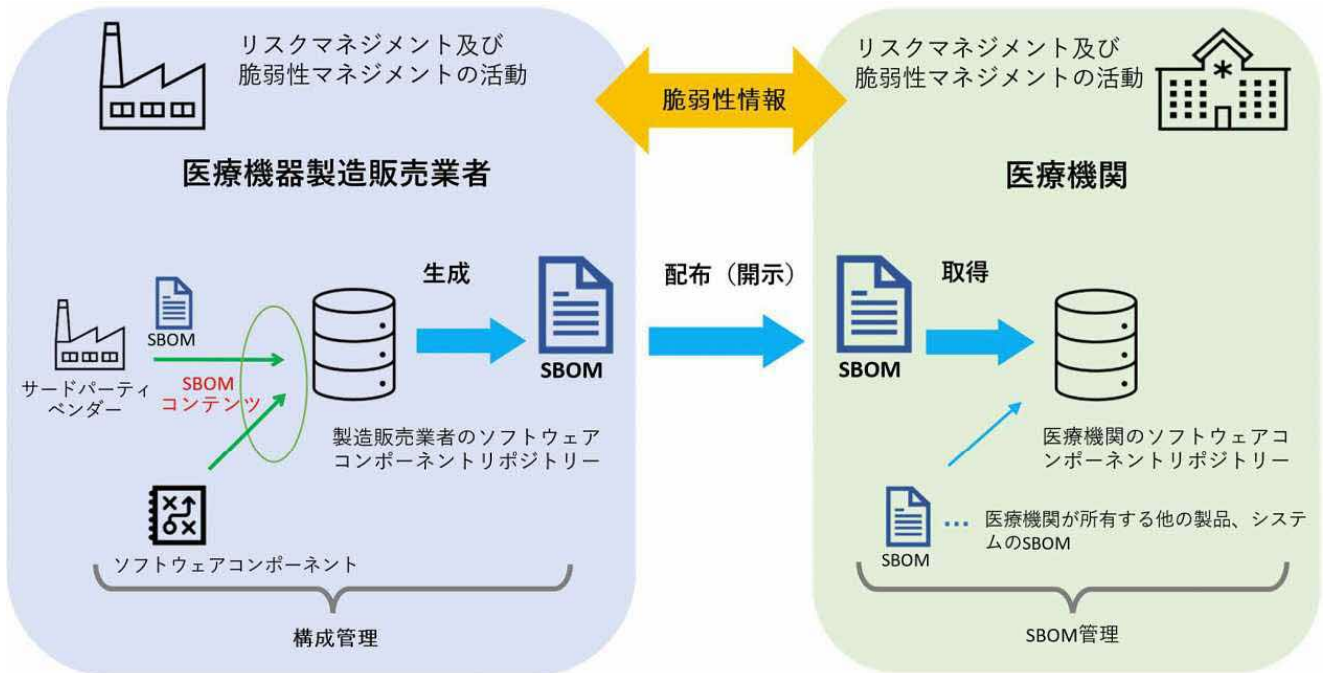 リスクマネジメント及び
脆弱性マネジメントの活動
脆弱性情報
リスクマネジメント及び
脆弱性マネジメントの活動
医療機器製造販売業者
医療機関
生成
配布（開示）
取得
SBOM
サードパーティ
ベンダー
SBOM
コンテンツ
SBOM
SBOM
製造販売業者のソフトウェア
コンポーネントリポジトリー
医療機関のソフトウェアコ
ンポーネントリポジトリー
ソフトウェアコンポーネント
SBOM
… 医療機関が所有する他の製品、システ
ムのSBOM
構成管理
SBOM管理